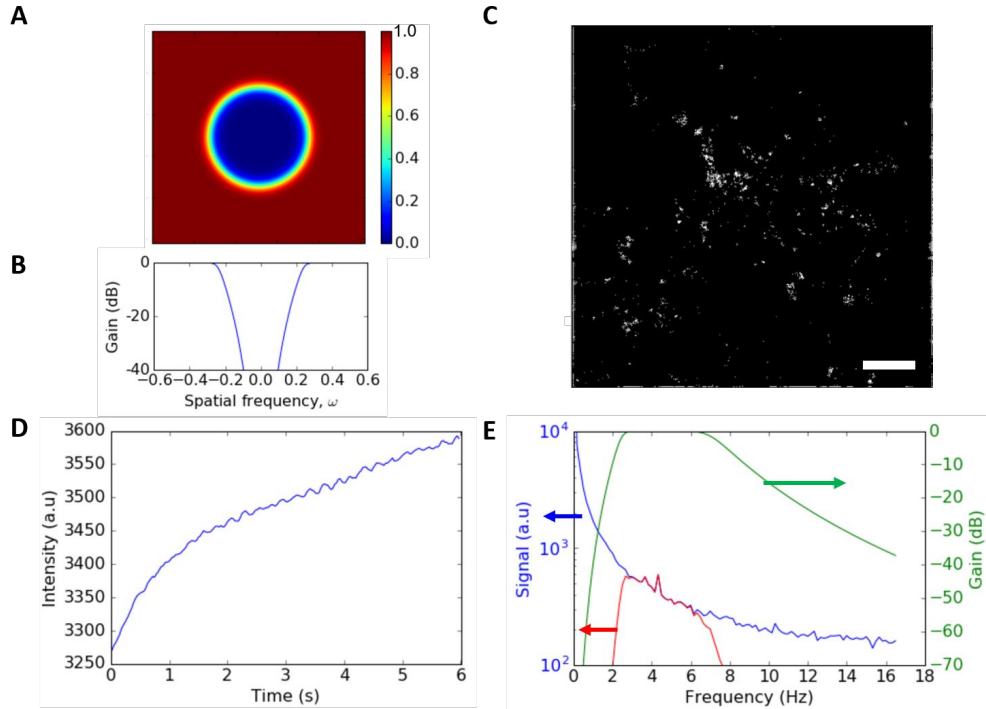 A
1.0
0.8
0.6
0.4
0.2
0.0
B
0
-20
-40
Gain (dB)
−0.6−0.4−0.2 0.0 0.2 0.4 0.6
Spatial frequency, ω
C
D
3600
3550
3500
3450
3400
3350
3300
3250
Intensity (a.u)
0 1 2 3 4 5 6
Time (s)
E
10⁴
10³
10²
Signal (a.u)
0
−10
−20
−30
−40
−50
−60
−70
Gain (dB)
0 2 4 6 8 10 12 14 16 18
Frequency (Hz)